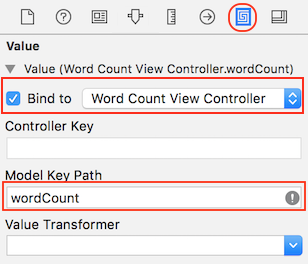 Value
Value (Word Count View Controller.wordCount)
Bind to Word Count View Controller
Controller Key
Model Key Path
wordCount
Value Transformer